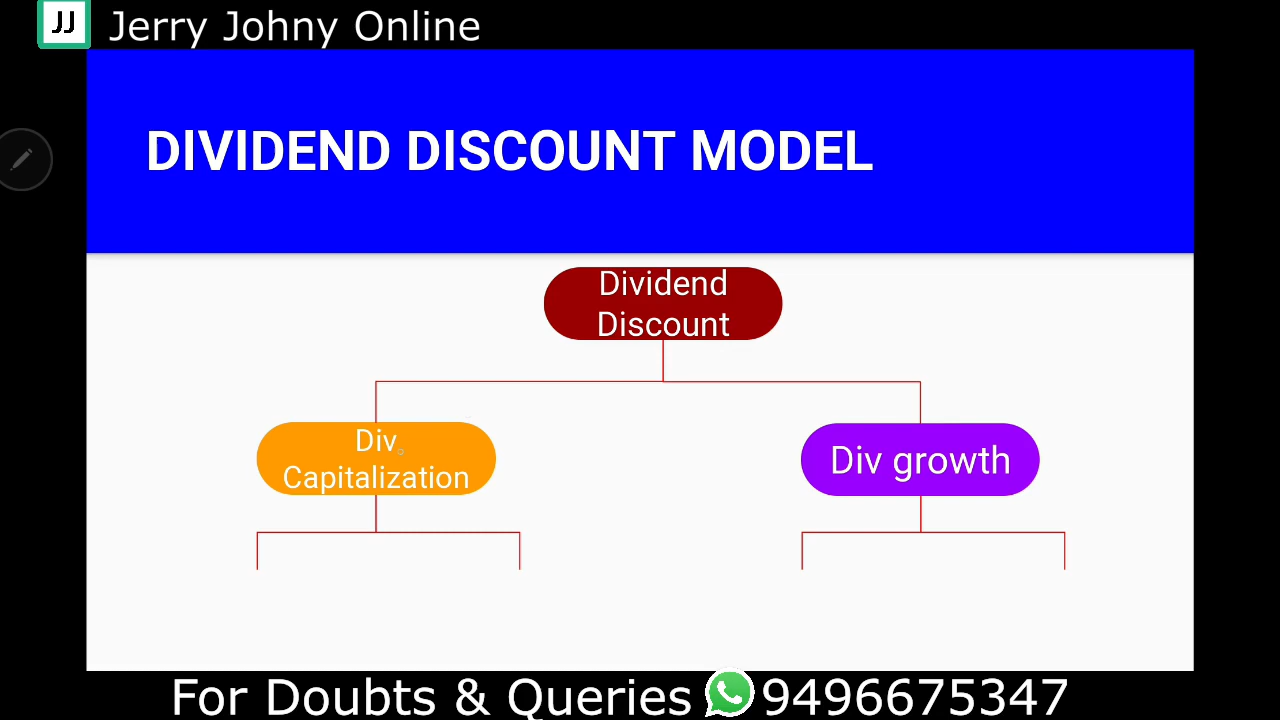 JJ Jerry Johny Online
DIVIDEND DISCOUNT MODEL
Dividend
Discount
Div
Capitalization
Div growth
For Doubts & Queries 9496675347